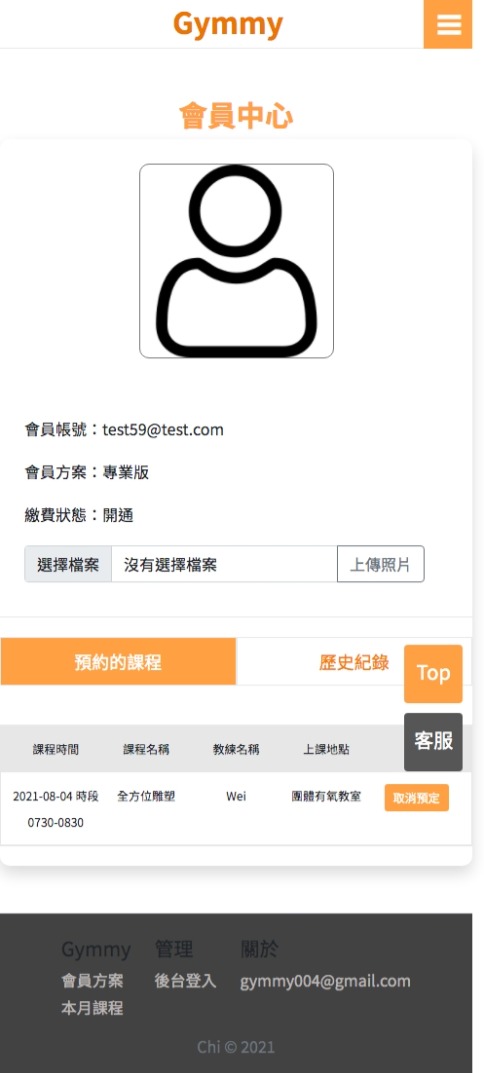 Gymmy
會員中心
會員帳號：test59@test.com
會員方案：專業版
繳費狀態：開通
選擇檔案 沒有選擇檔案 上傳照片
預約的課程 歷史紀錄 Top
客服
課程時間 課程名稱 教練名稱 上課地點
2021-08-04 時段 全方位雕塑 Wei 團體有氧教室 取消預定
0730-0830
Gymmy 管理 關於
會員方案 後台登入 gymmy004@gmail.com
本月課程
Chi © 2021